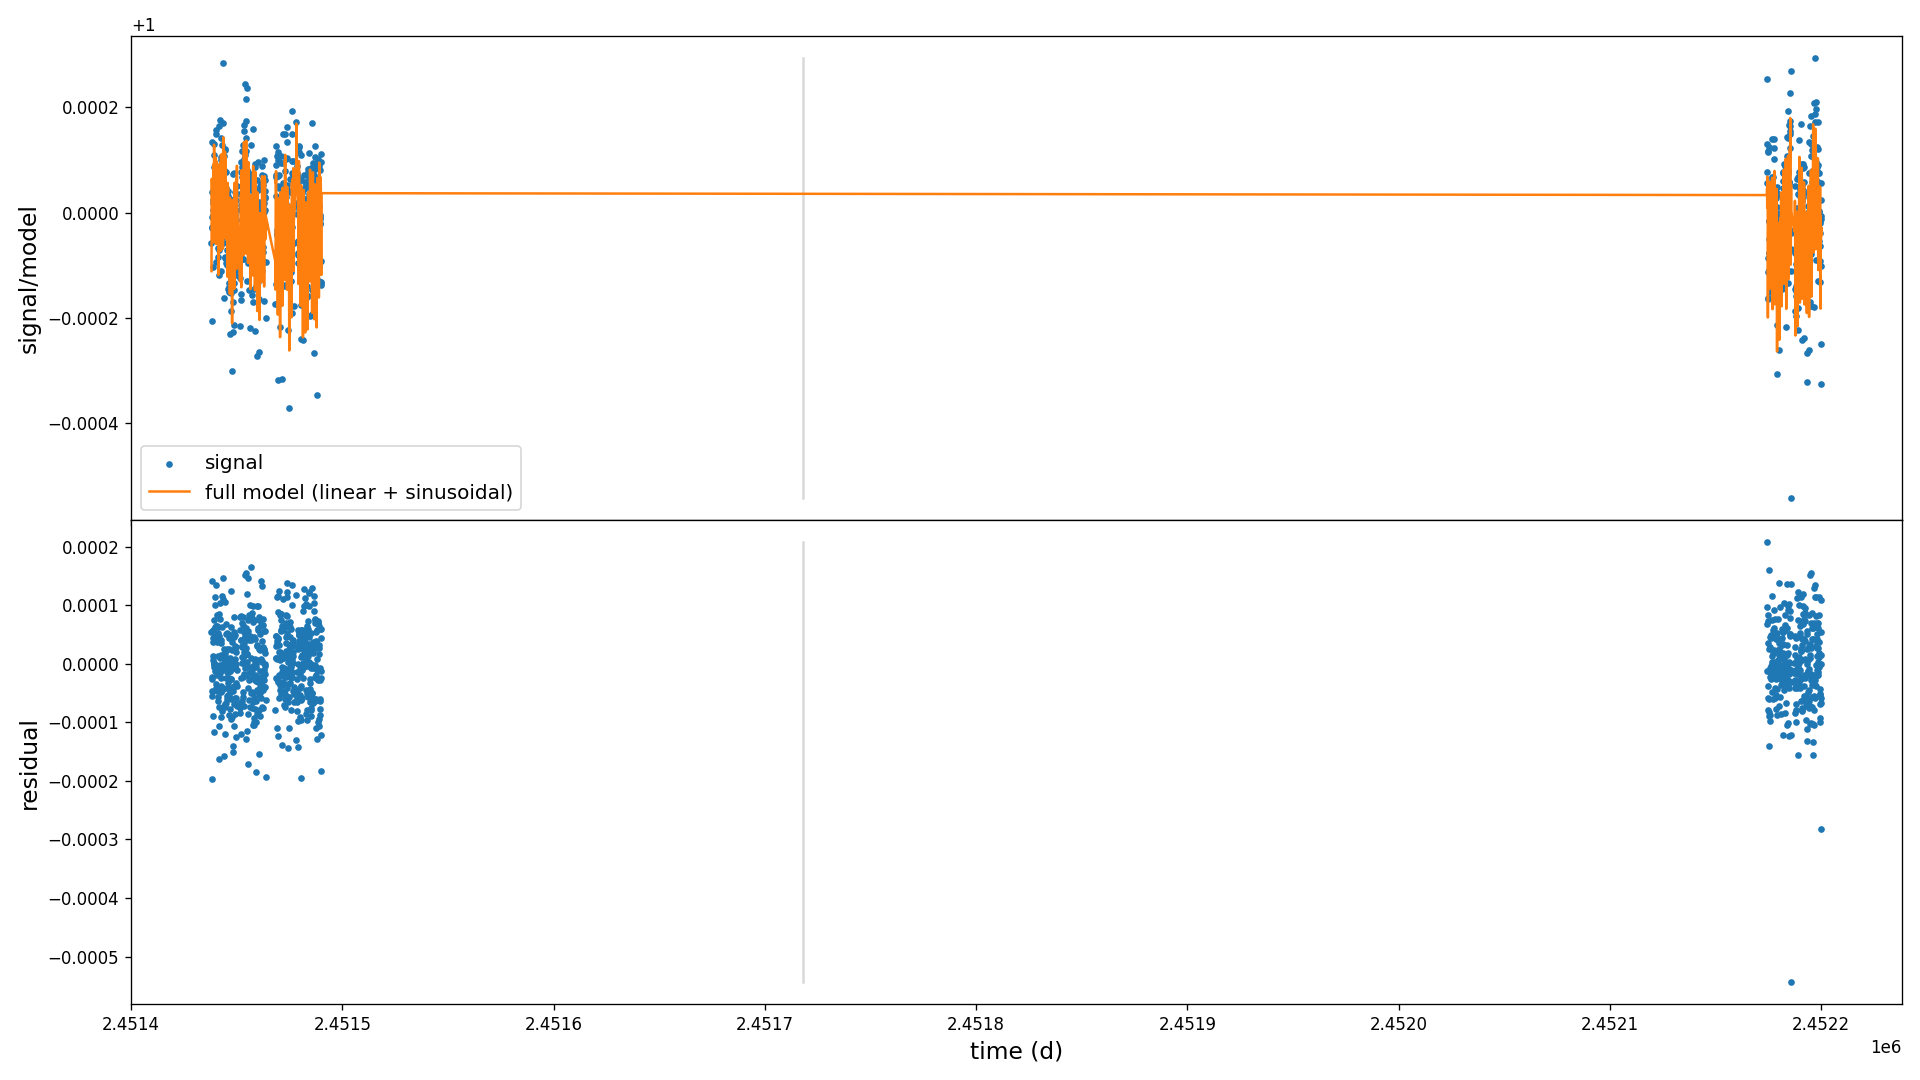 +1
0.0002
0.0000
−0.0002
−0.0004
signal/model
signal
full model (linear + sinusoidal)
0.0002
0.0001
0.0000
−0.0001
−0.0002
−0.0003
−0.0004
−0.0005
residual
2.4514 2.4515 2.4516 2.4517 2.4518 2.4519 2.4520 2.4521 2.4522
1e6
time (d)